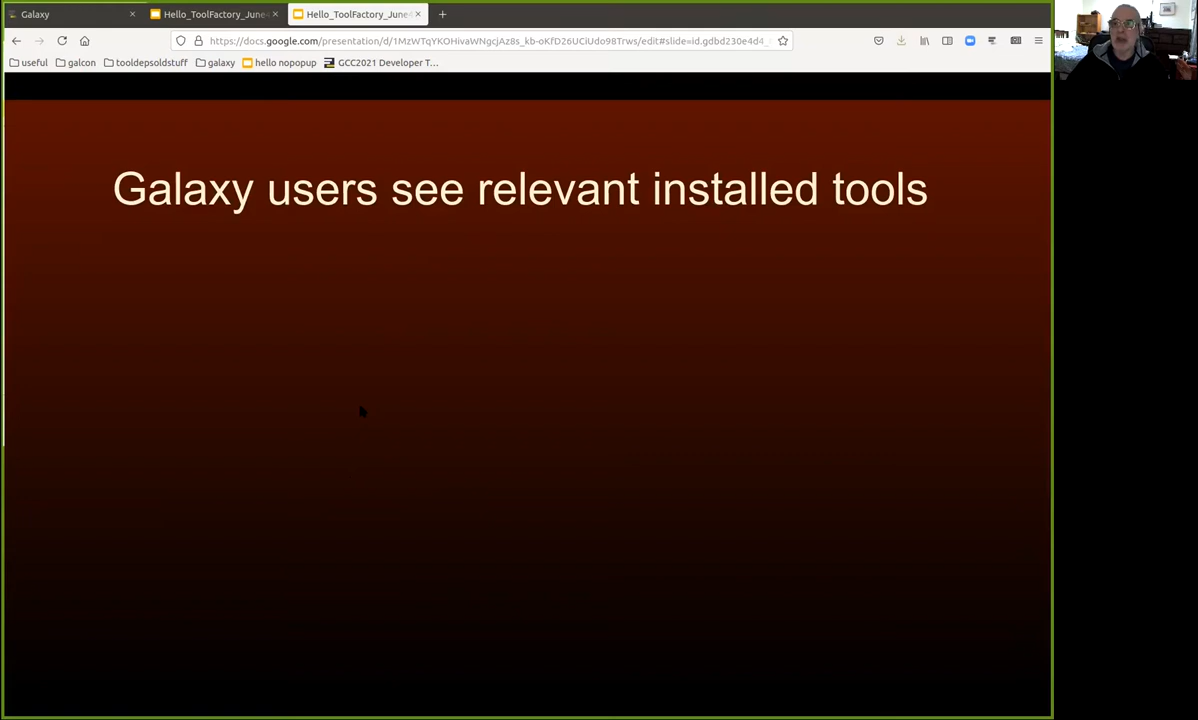 Galaxy
Hello_ToolFactory_June
Hello_ToolFactory_June
https://docs.google.com/presentation/d/1MzWTqYKOHivaWNgcjAz8s_kb-oKfD26UCiUdo98Trws/edit#slide=id.gdbd230e4d4_
useful galcon tooldepsoldstuff galaxy hello nopopup GCC2021 Developer T...
Galaxy users see relevant installed tools